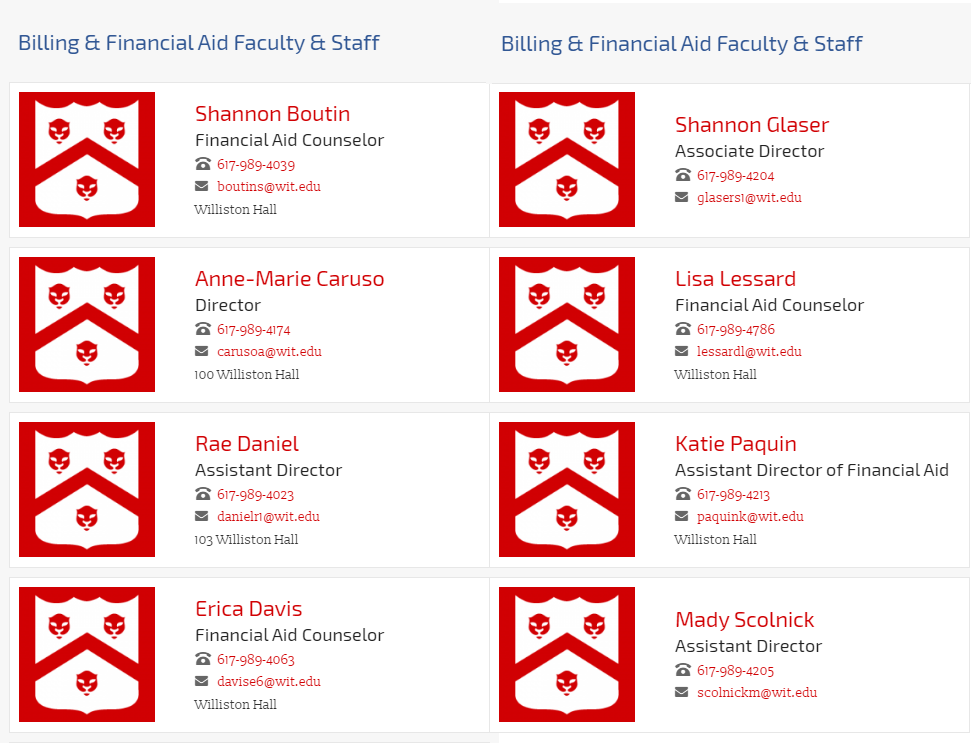 Billing & Financial Aid Faculty & Staff
Shannon Boutin
Financial Aid Counselor
617-989-4039
boutins@wit.edu
Williston Hall
Anne-Marie Caruso
Director
617-989-4174
carusoa@wit.edu
100 Williston Hall
Rae Daniel
Assistant Director
617-989-4023
danielr1@wit.edu
103 Williston Hall
Erica Davis
Financial Aid Counselor
617-989-4063
davise6@wit.edu
Williston Hall
Billing & Financial Aid Faculty & Staff
Shannon Glaser
Associate Director
617-989-4204
glasers1@wit.edu
Lisa Lessard
Financial Aid Counselor
617-989-4786
lessardl@wit.edu
Williston Hall
Katie Paquin
Assistant Director of Financial Aid
617-989-4213
paquink@wit.edu
Williston Hall
Mady Scolnick
Assistant Director
617-989-4205
scolnickm@wit.edu